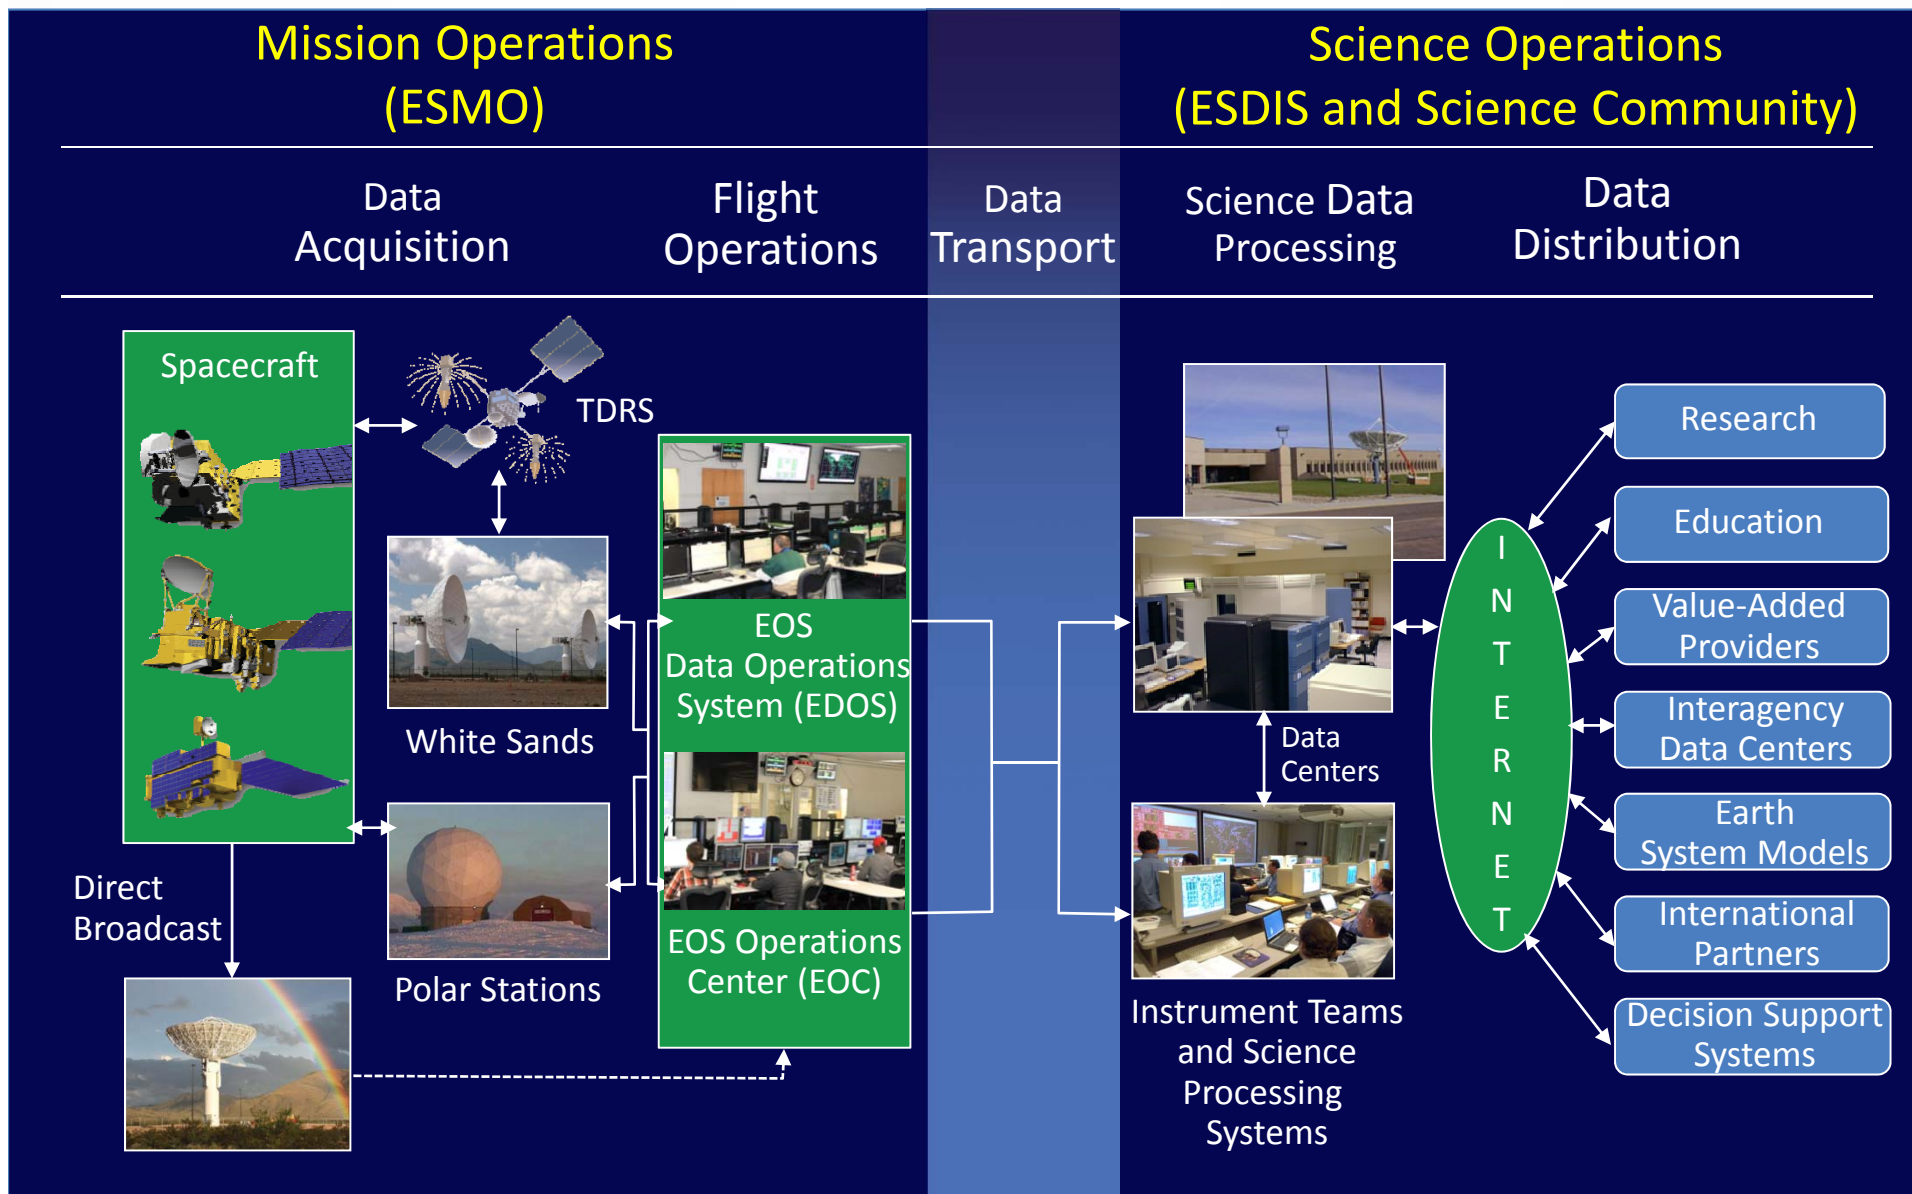 Mission Operations
(ESMO)
Science Operations
(ESDIS and Science Community)
Data
Acquisition
Flight
Operations
Data
Transport
Science Data
Processing
Data
Distribution
Spacecraft
TDRS
White Sands
Polar Stations
Direct
Broadcast
EOS
Data Operations
System (EDOS)
EOS Operations
Center (EOC)
Data
Centers
Instrument Teams
and Science
Processing
Systems
I
N
T
E
R
N
E
T
Research
Education
Value-Added
Providers
Interagency
Data Centers
Earth
System Models
International
Partners
Decision Support
Systems